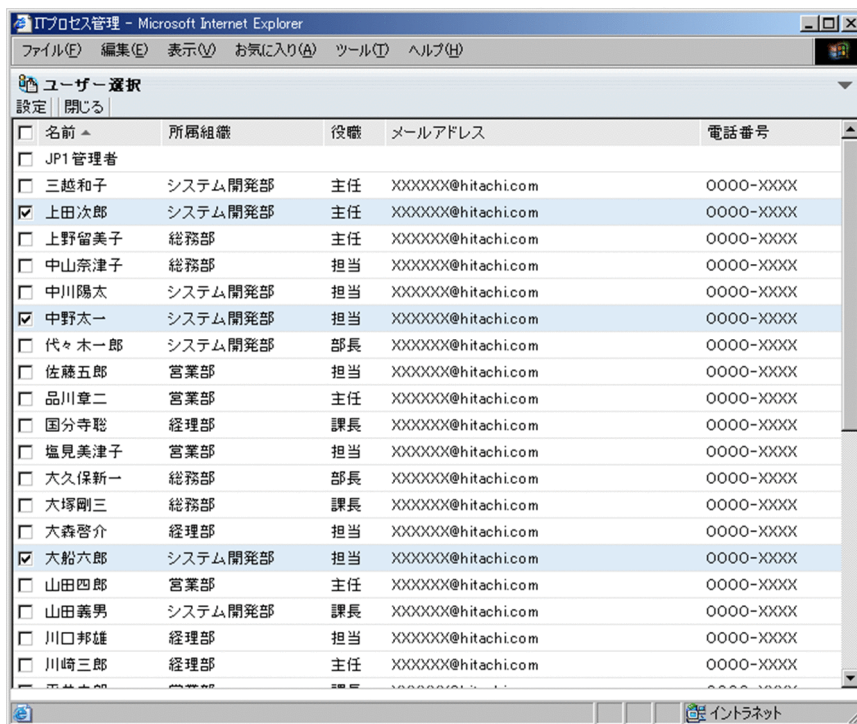 ITプロセス管理 - Microsoft Internet Explorer
ファイル(F) 編集(E) 表示(V) お気に入り(A) ツール(T) ヘルプ(H)
ユーザー選択
設定 閉じる
名前 所属組織 役職 メールアドレス 電話番号
JP1管理者
三越和子 システム開発部 主任 XXXXXX@hitachi.com 0000-XXXX
上田次郎 システム開発部 主任 XXXXXX@hitachi.com 0000-XXXX
上野留美子 総務部 主任 XXXXXX@hitachi.com 0000-XXXX
中山奈津子 総務部 担当 XXXXXX@hitachi.com 0000-XXXX
中川陽太 システム開発部 担当 XXXXXX@hitachi.com 0000-XXXX
中野太一 システム開発部 担当 XXXXXX@hitachi.com 0000-XXXX
代々木一郎 システム開発部 部長 XXXXXX@hitachi.com 0000-XXXX
佐藤五郎 営業部 担当 XXXXXX@hitachi.com 0000-XXXX
品川章二 営業部 主任 XXXXXX@hitachi.com 0000-XXXX
国分寺聡 経理部 課長 XXXXXX@hitachi.com 0000-XXXX
塩見美津子 営業部 担当 XXXXXX@hitachi.com 0000-XXXX
大久保新一 総務部 部長 XXXXXX@hitachi.com 0000-XXXX
大塚剛三 総務部 課長 XXXXXX@hitachi.com 0000-XXXX
大森啓介 経理部 担当 XXXXXX@hitachi.com 0000-XXXX
大船六郎 システム開発部 担当 XXXXXX@hitachi.com 0000-XXXX
山田四郎 営業部 主任 XXXXXX@hitachi.com 0000-XXXX
山田義男 システム開発部 課長 XXXXXX@hitachi.com 0000-XXXX
川口邦雄 経理部 担当 XXXXXX@hitachi.com 0000-XXXX
川崎三郎 経理部 主任 XXXXXX@hitachi.com 0000-XXXX
イントラネット